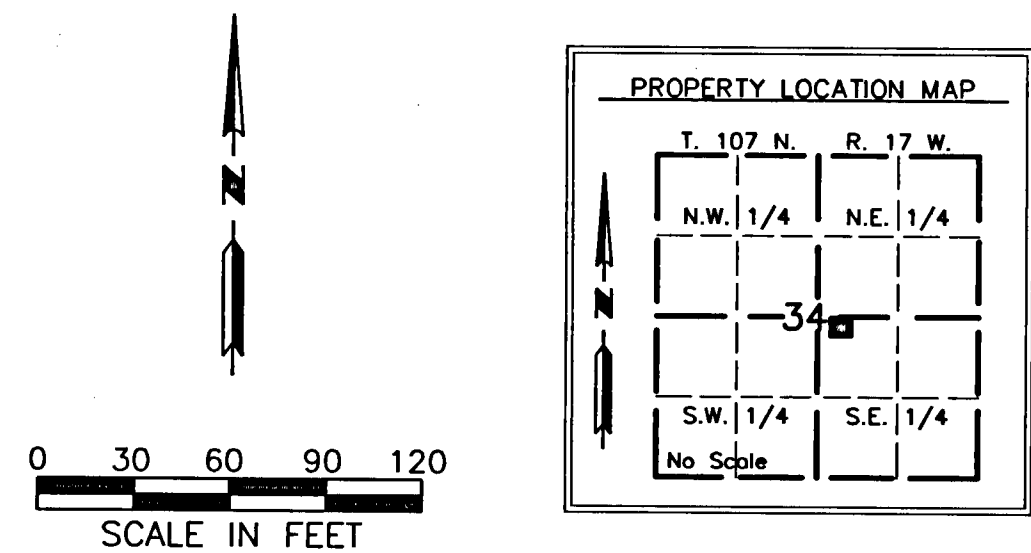 N
0 30 60 90 120
SCALE IN FEET
PROPERTY LOCATION MAP
T. 107 N. R. 17 W.
N.W. 1/4 N.E. 1/4
N
34
S.W. 1/4 S.E. 1/4
No Scale